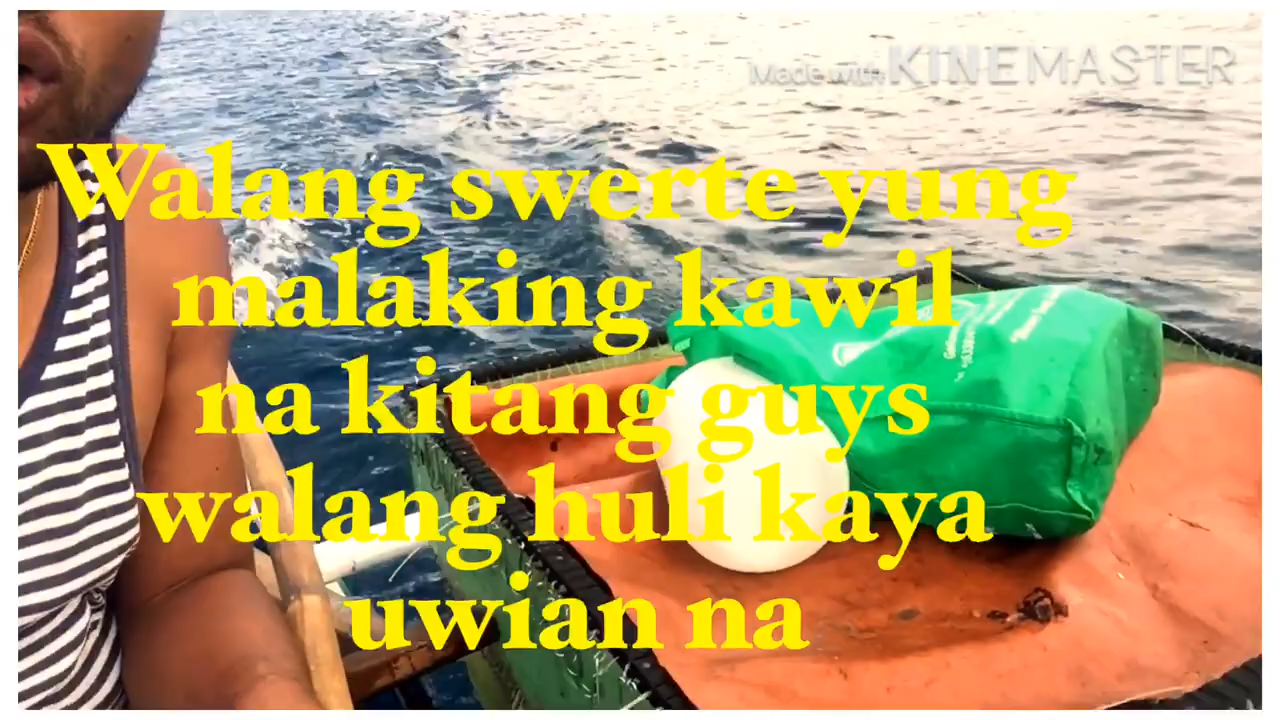 Made with KINEMASTER
Walang swerte yung
malaking kawil
na kitang guys
walang huli kaya
uwian na